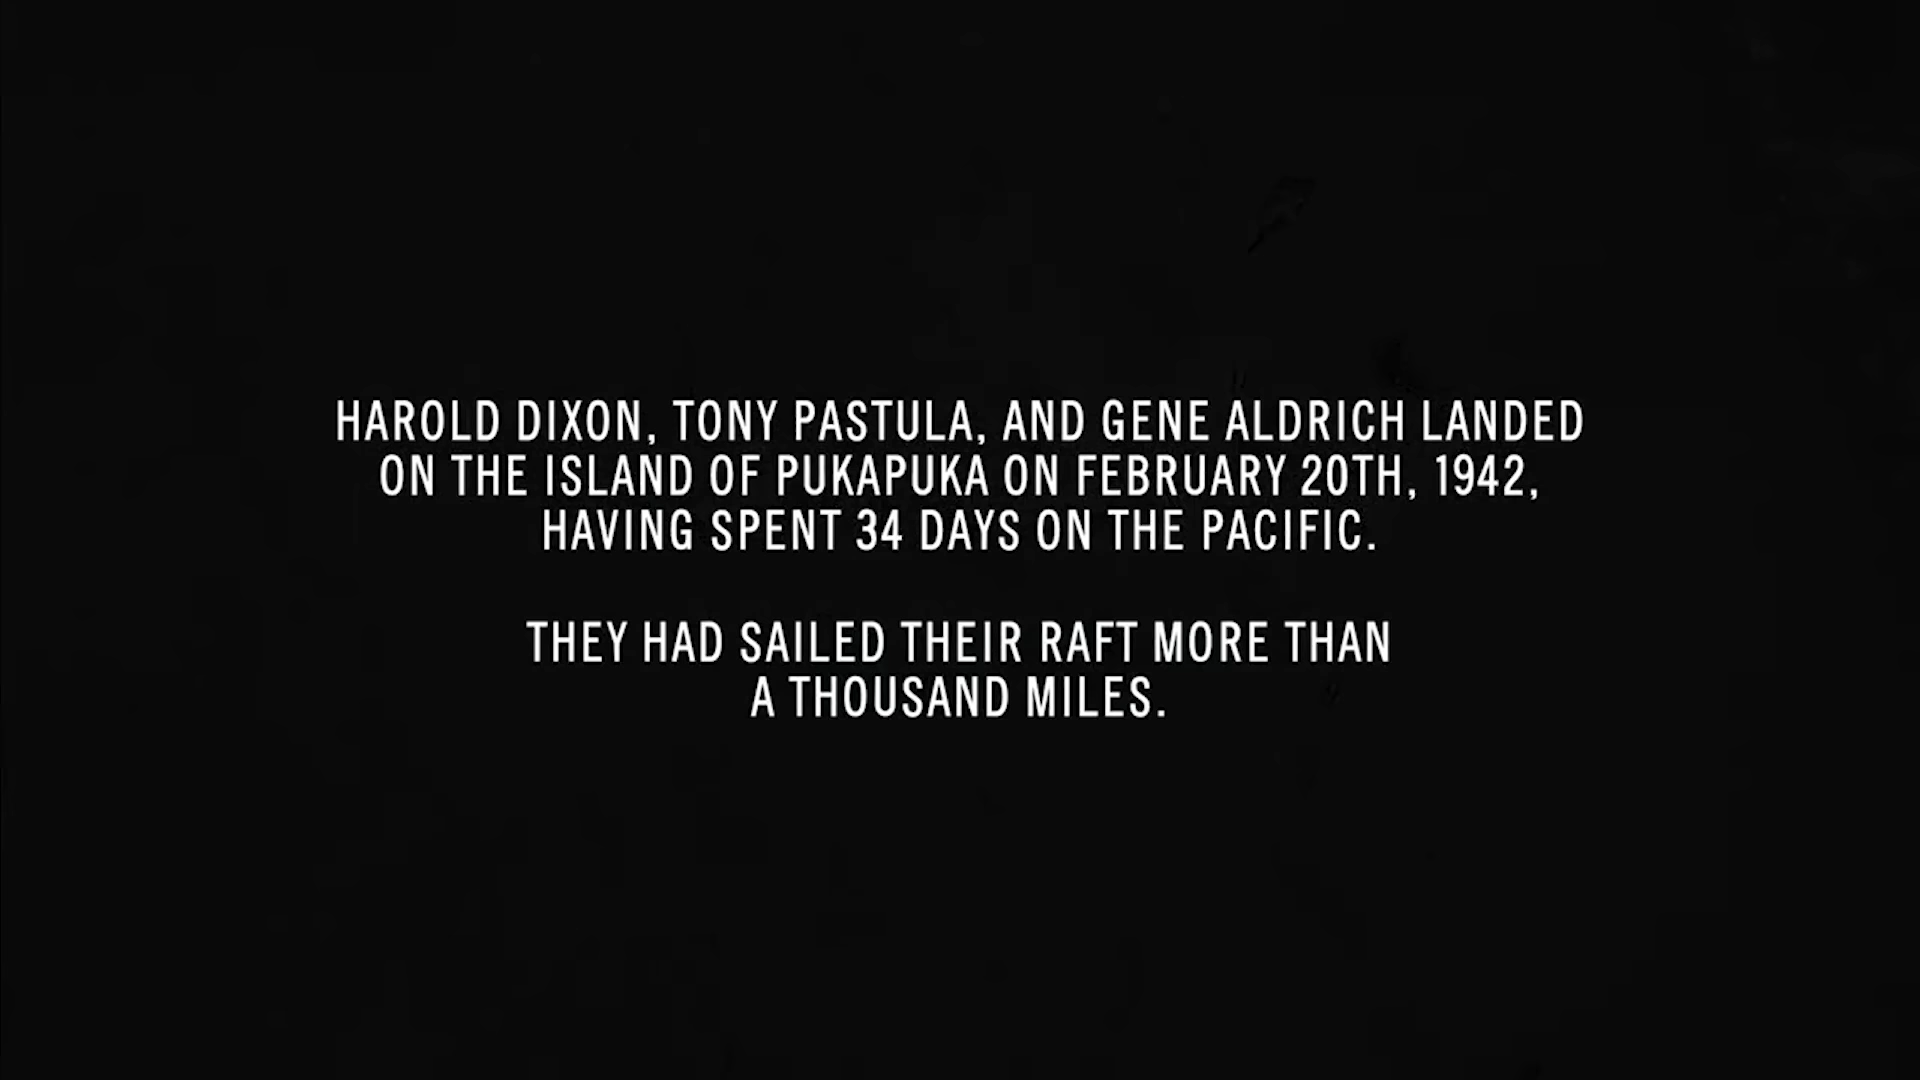 HAROLD DIXON, TONY PASTULA, AND GENE ALDRICH LANDED
ON THE ISLAND OF PUKAPUKA ON FEBRUARY 20TH, 1942,
HAVING SPENT 34 DAYS ON THE PACIFIC.
THEY HAD SAILED THEIR RAFT MORE THAN
A THOUSAND MILES.